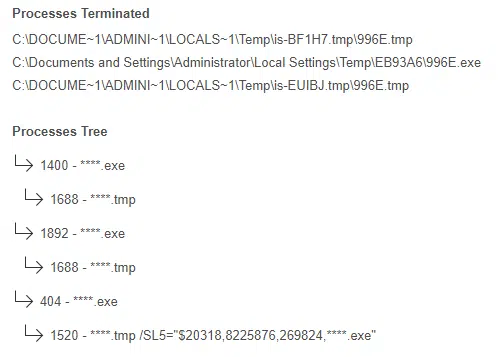 Processes Terminated
C:\DOCUME~1\ADMINI~1\LOCALS~1\Temp\is-BF1H7.tmp\996E.tmp
C:\Documents and Settings\Administrator\Local Settings\Temp\EB93A6\996E.exe
C:\DOCUME~1\ADMINI~1\LOCALS~1\Temp\is-EUIBJ.tmp\996E.tmp
Processes Tree
1400 - ****.exe
1688 - ****.tmp
1892 - ****.exe
1688 - ****.tmp
404 - ****.exe
1520 - ****.tmp /SL5="$20318,8225876,269824,****.exe"